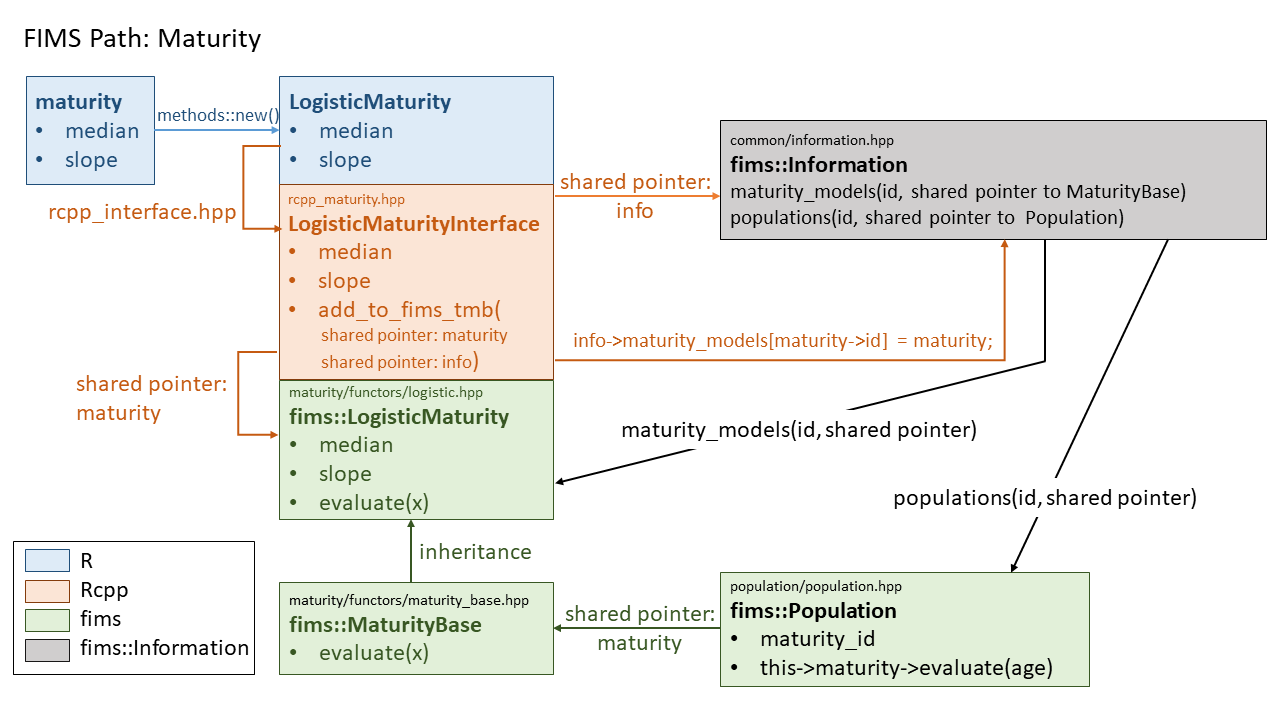 FIMS Path: Maturity
maturity
• median
• slope
methods::new()
LogisticMaturity
• median
• slope
rcpp_interface.hpp
rcpp_maturity.hpp
LogisticMaturityInterface
• median
• slope
• add_to_fims_tmb(
shared pointer: maturity
shared pointer: info)
shared pointer:
info
common/information.hpp
fims::Information
maturity_models(id, shared pointer to MaturityBase)
populations(id, shared pointer to Population)
info->maturity_models[maturity->id] = maturity;
shared pointer:
maturity
maturity/functors/logistic.hpp
fims::LogisticMaturity
• median
• slope
• evaluate(x)
maturity_models(id, shared pointer)
populations(id, shared pointer)
inheritance
maturity/functors/maturity_base.hpp
fims::MaturityBase
• evaluate(x)
shared pointer:
maturity
population/population.hpp
fims::Population
• maturity_id
• this->maturity->evaluate(age)
R
Rcpp
fims
fims::Information